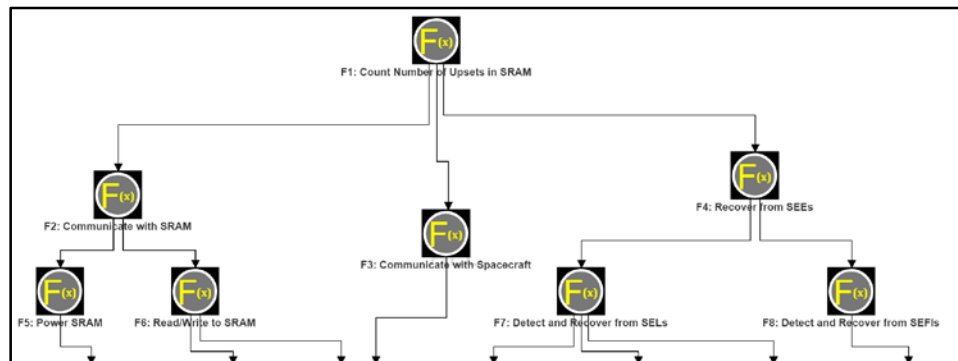 F(x)
F1: Count Number of Upsets in SRAM
F(x)
F4: Recover from SEEs
F(x)
F2: Communicate with SRAM
F(x)
F3: Communicate with Spacecraft
F(x)
F5: Power SRAM
F(x)
F6: Read/Write to SRAM
F(x)
F7: Detect and Recover from SELs
F(x)
F8: Detect and Recover from SEFIs